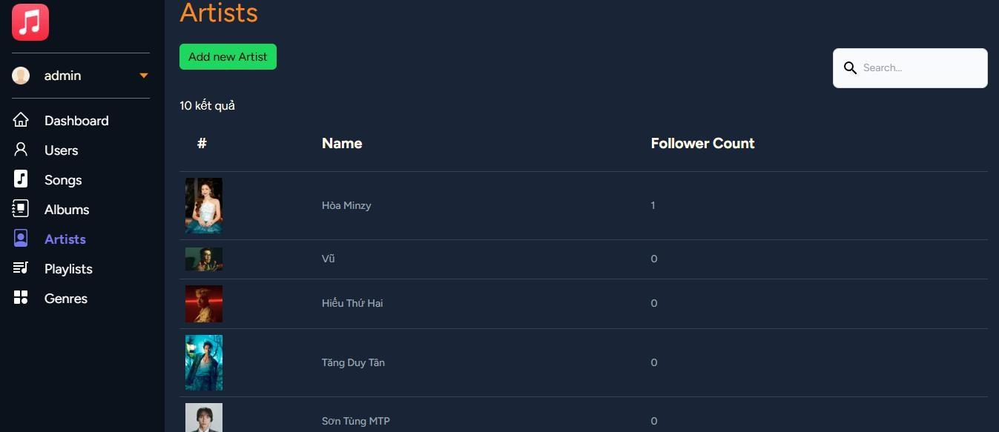 Artists
Add new Artist
Search...
admin
10 kết quả
Dashboard
Users
Songs
Albums
Artists
Playlists
Genres
# Name Follower Count
Hòa Minzy 1
Vũ 0
Hiếu Thứ Hai 0
Tăng Duy Tân 0
Sơn Tùng MTP 0